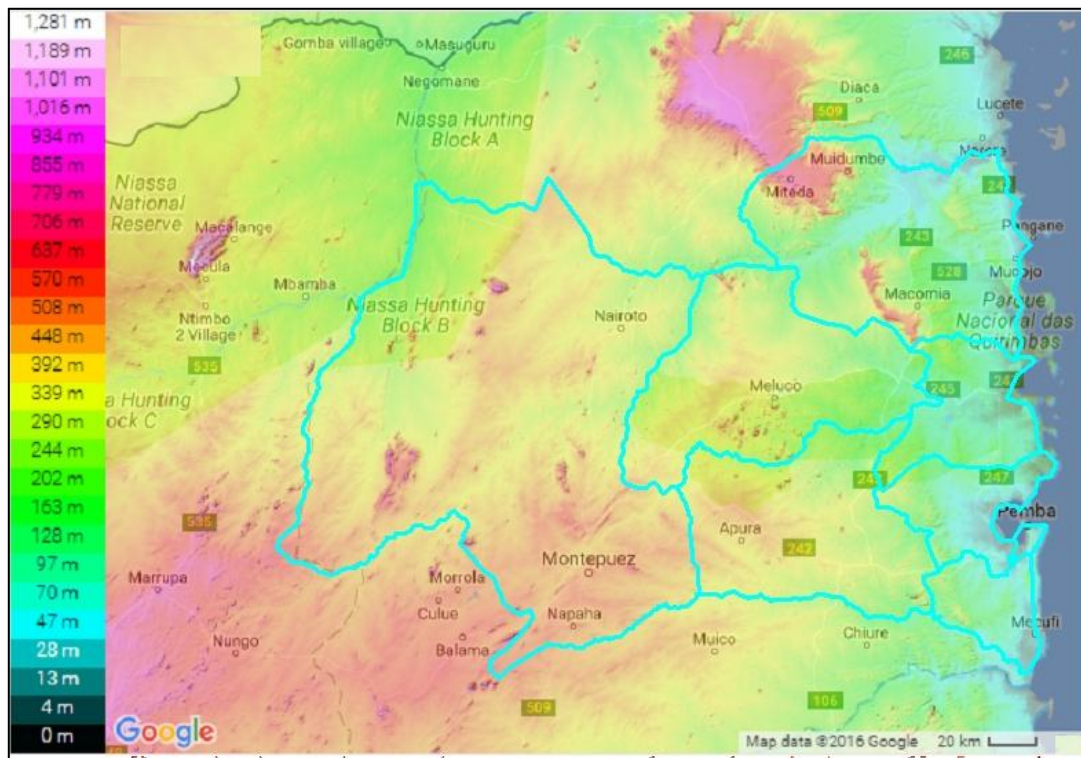 1,281 m
1,189 m
1,101 m
1,016 m
934 m
855 m
779 m
706 m
637 m
570 m
508 m
448 m
392 m
339 m
290 m
244 m
202 m
163 m
128 m
97 m
70 m
47 m
28 m
13 m
4 m
0 m
Gomba village
Masuguru
Negomane
246
Diaca
509
Lucete
Niassa Hunting
Block A
Muidumbe
Miteda
Niassa
National
Reserve
Macalange
Mecula
Mbamba
Ntimbo
2 Village
Niassa Hunting
Block B
Nairoto
243
Pangane
528
Mucojo
Macomia
Parque
Nacional das
Quirimbas
535
a Hunting
ock C
Meluco
245
247
Pemba
535
Apura
242
Montepuez
Marrupa
Morrola
Culue
Napaha
Mecufi
Nungo
Balama
Muico
Chiure
509
106
Google
Map data ©2016 Google
20 km